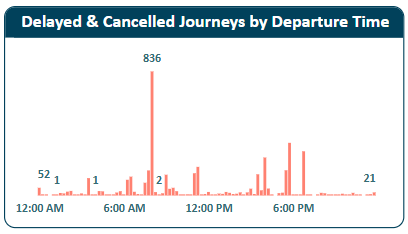 Delayed & Cancelled Journeys by Departure Time
836
52
1
1
2
21
12:00 AM
6:00 AM
12:00 PM
6:00 PM